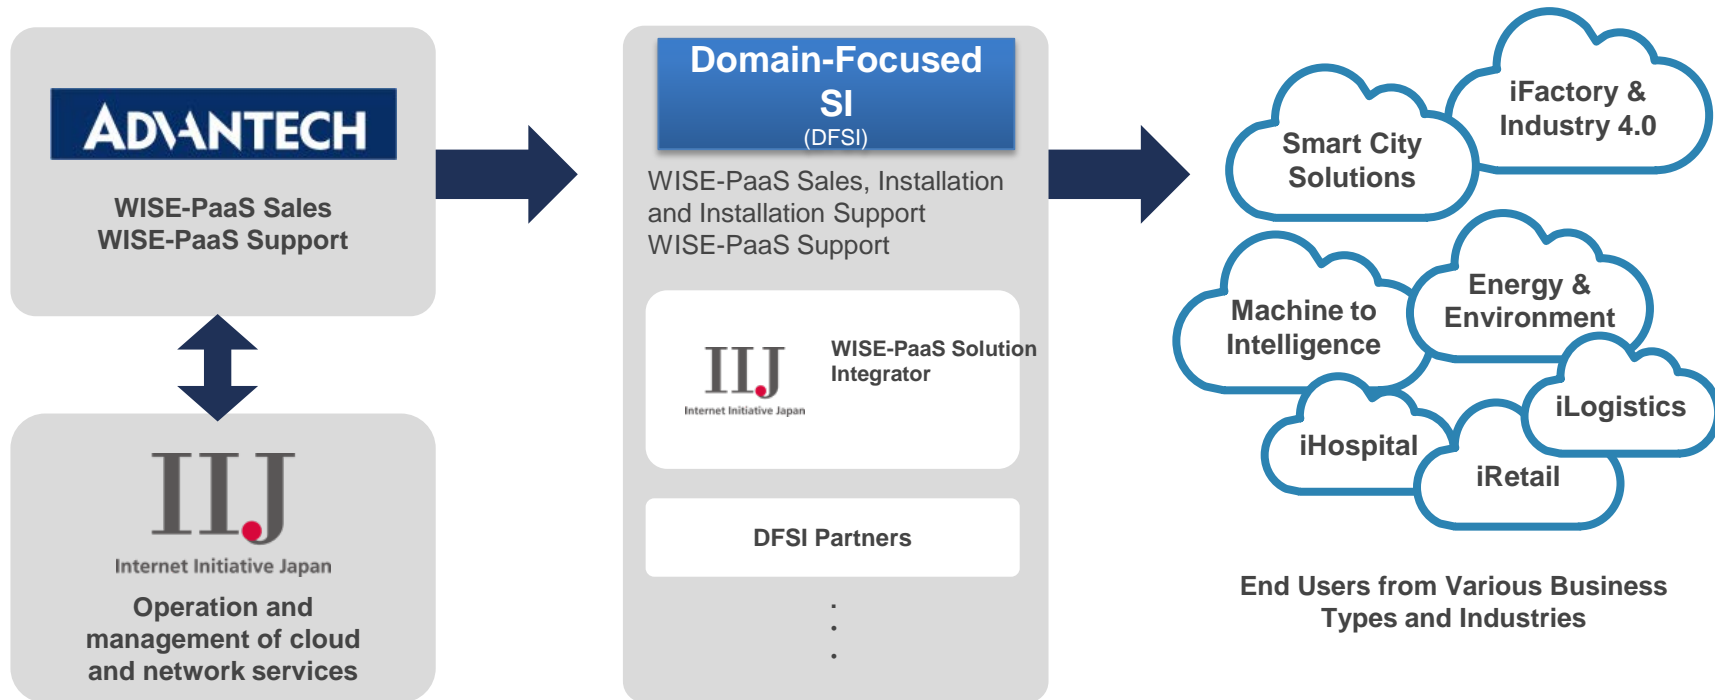 ADVANTECH
WISE-PaaS Sales
WISE-PaaS Support
IIJ
Internet Initiative Japan
Operation and
management of cloud
and network services
Domain-Focused
SI
(DFSI)
WISE-PaaS Sales, Installation
and Installation Support
WISE-PaaS Support
IIJ
Internet Initiative Japan
WISE-PaaS Solution
Integrator
DFSI Partners
.
.
.
iFactory &
Industry 4.0
Smart City
Solutions
Energy &
Environment
Machine to
Intelligence
iLogistics
iHospital
iRetail
End Users from Various Business
Types and Industries